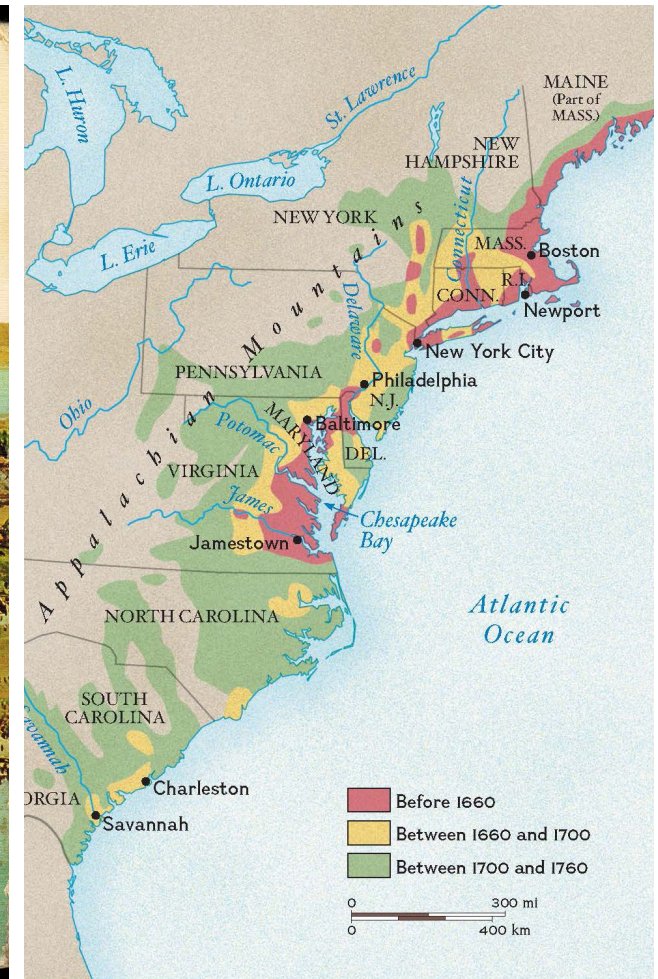 MAINE
(Part of
MASS.)
L. Huron
St. Lawrence
NEW
HAMPSHIRE
L. Ontario
NEW YORK
Connecticut
L. Erie
MASS.
Boston
R.I.
CONN.
Newport
Delaware
New York City
Appalachian Mountains
PENNSYLVANIA
Philadelphia
N.J.
Ohio
Potomac
MARYLAND
Baltimore
DEL.
VIRGINIA
James
Chesapeake
Bay
Jamestown
Atlantic
Ocean
NORTH CAROLINA
SOUTH
CAROLINA
avannah
Charleston
ORGIA
Savannah
Before 1660
Between 1660 and 1700
Between 1700 and 1760
0 300 mi
0 400 km